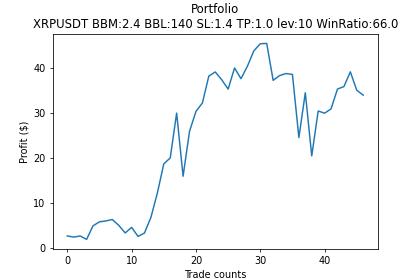 Portfolio
XRPUSDT BBM:2.4 BBL:140 SL:1.4 TP:1.0 lev:10 WinRatio:66.0
40
30
20
10
0
Profit ($)
0 10 20 30 40
Trade counts